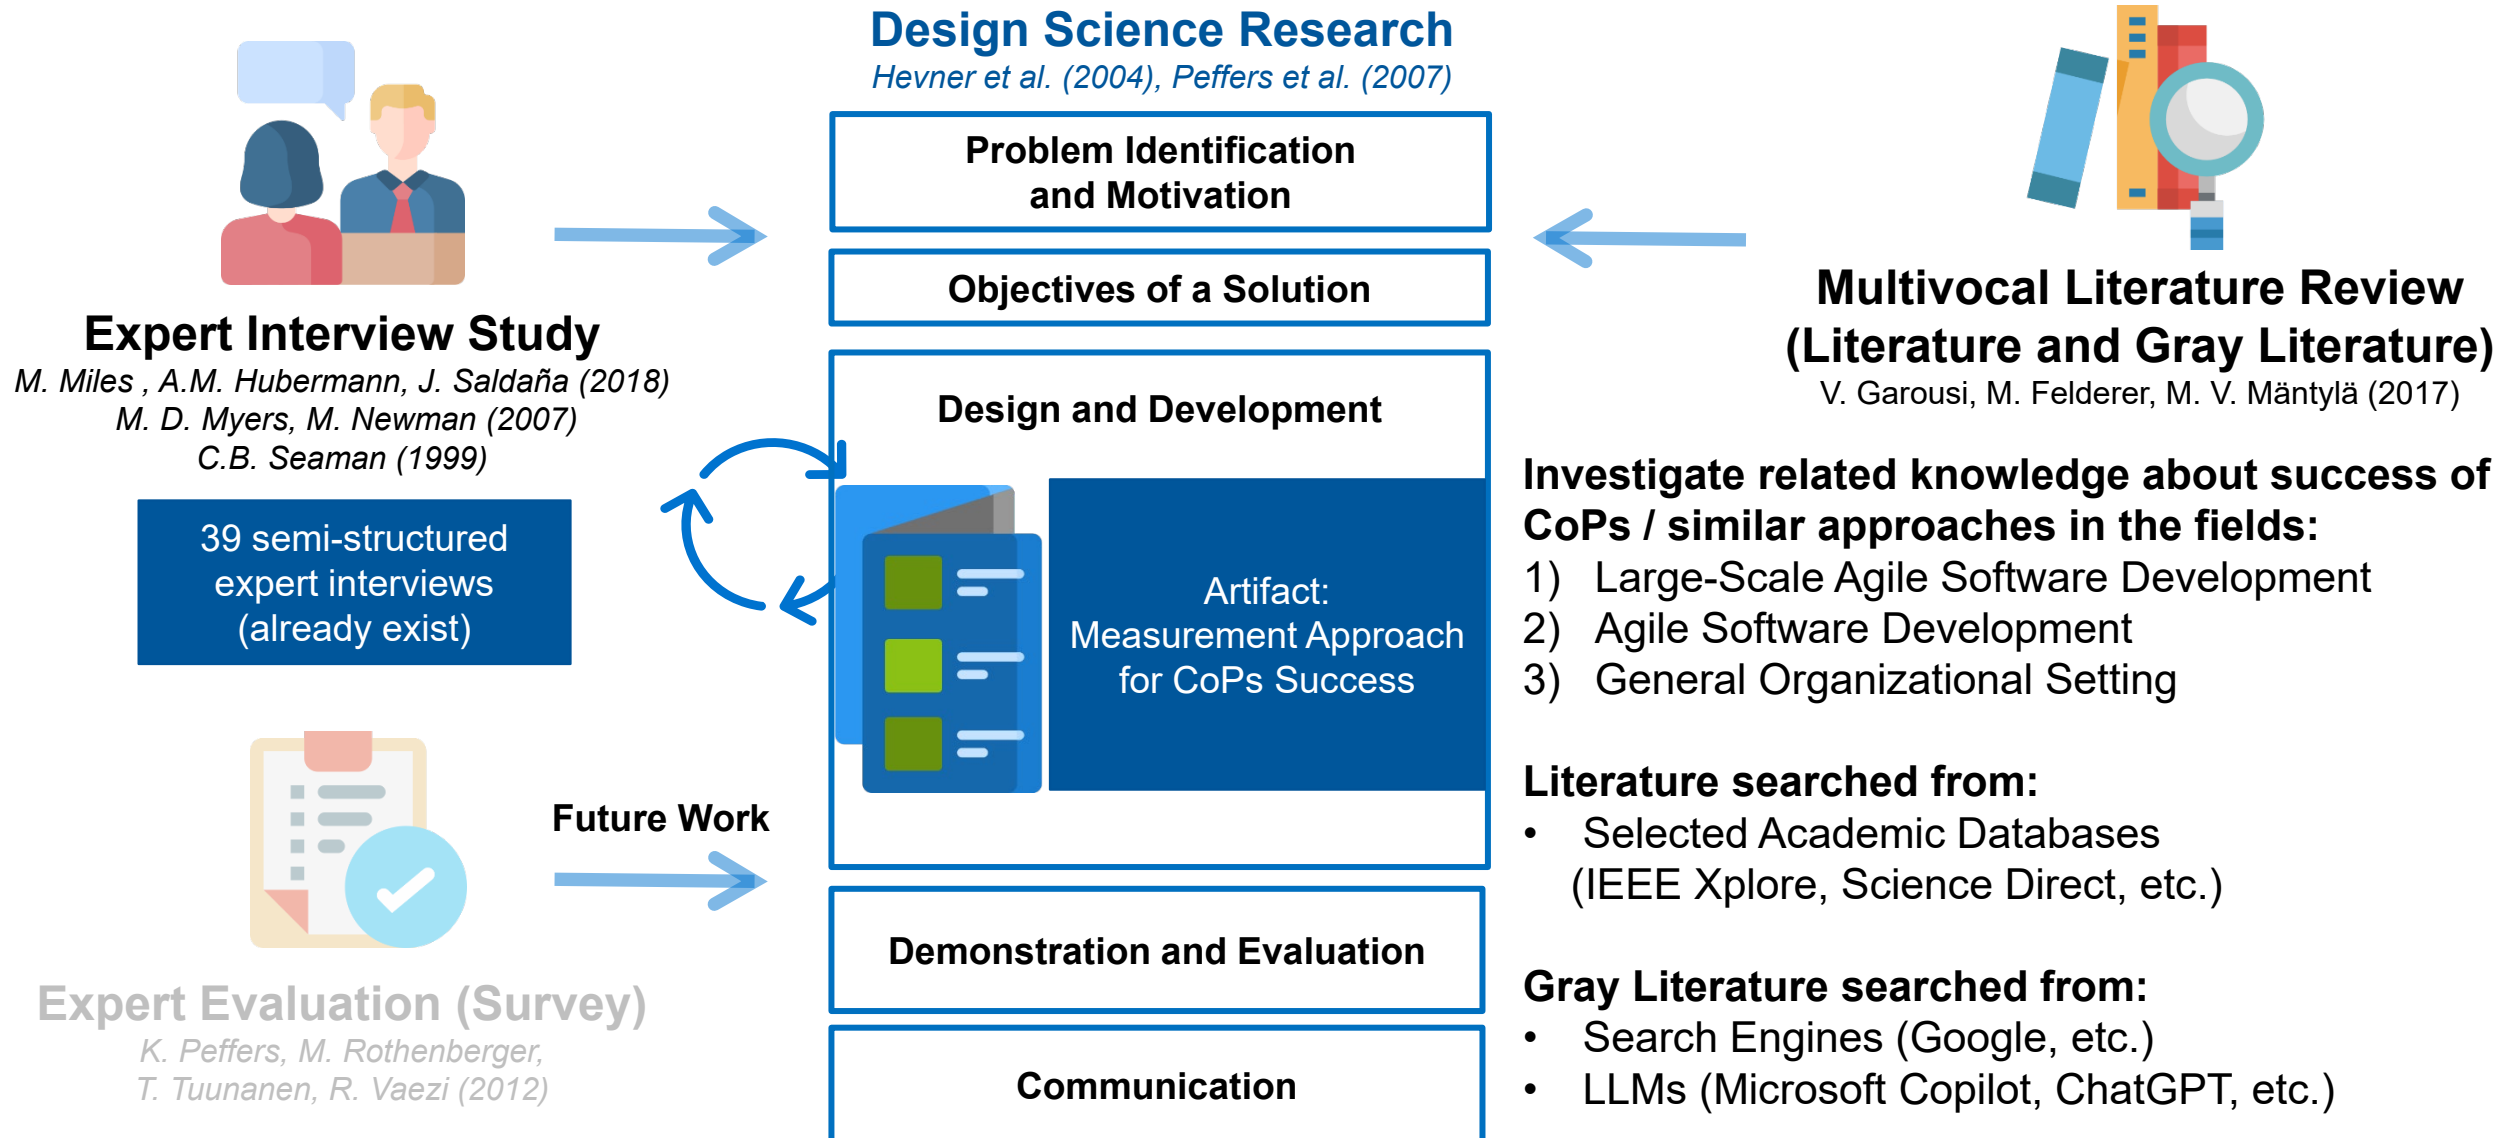 Design Science Research
Hevner et al. (2004), Peffers et al. (2007)
Problem Identification
and Motivation
Objectives of a Solution
Design and Development
Artifact:
Measurement Approach
for CoPs Success
Demonstration and Evaluation
Communication
Expert Interview Study
M. Miles , A.M. Hubermann, J. Saldaña (2018)
M. D. Myers, M. Newman (2007)
C.B. Seaman (1999)
39 semi-structured
expert interviews
(already exist)
Future Work
Expert Evaluation (Survey)
K. Peffers, M. Rothenberger,
T. Tuunanen, R. Vaezi (2012)
Multivocal Literature Review
(Literature and Gray Literature)
V. Garousi, M. Felderer, M. V. Mäntylä (2017)
Investigate related knowledge about success of
CoPs / similar approaches in the fields:
1) Large-Scale Agile Software Development
2) Agile Software Development
3) General Organizational Setting
Literature searched from:
• Selected Academic Databases
(IEEE Xplore, Science Direct, etc.)
Gray Literature searched from:
• Search Engines (Google, etc.)
• LLMs (Microsoft Copilot, ChatGPT, etc.)